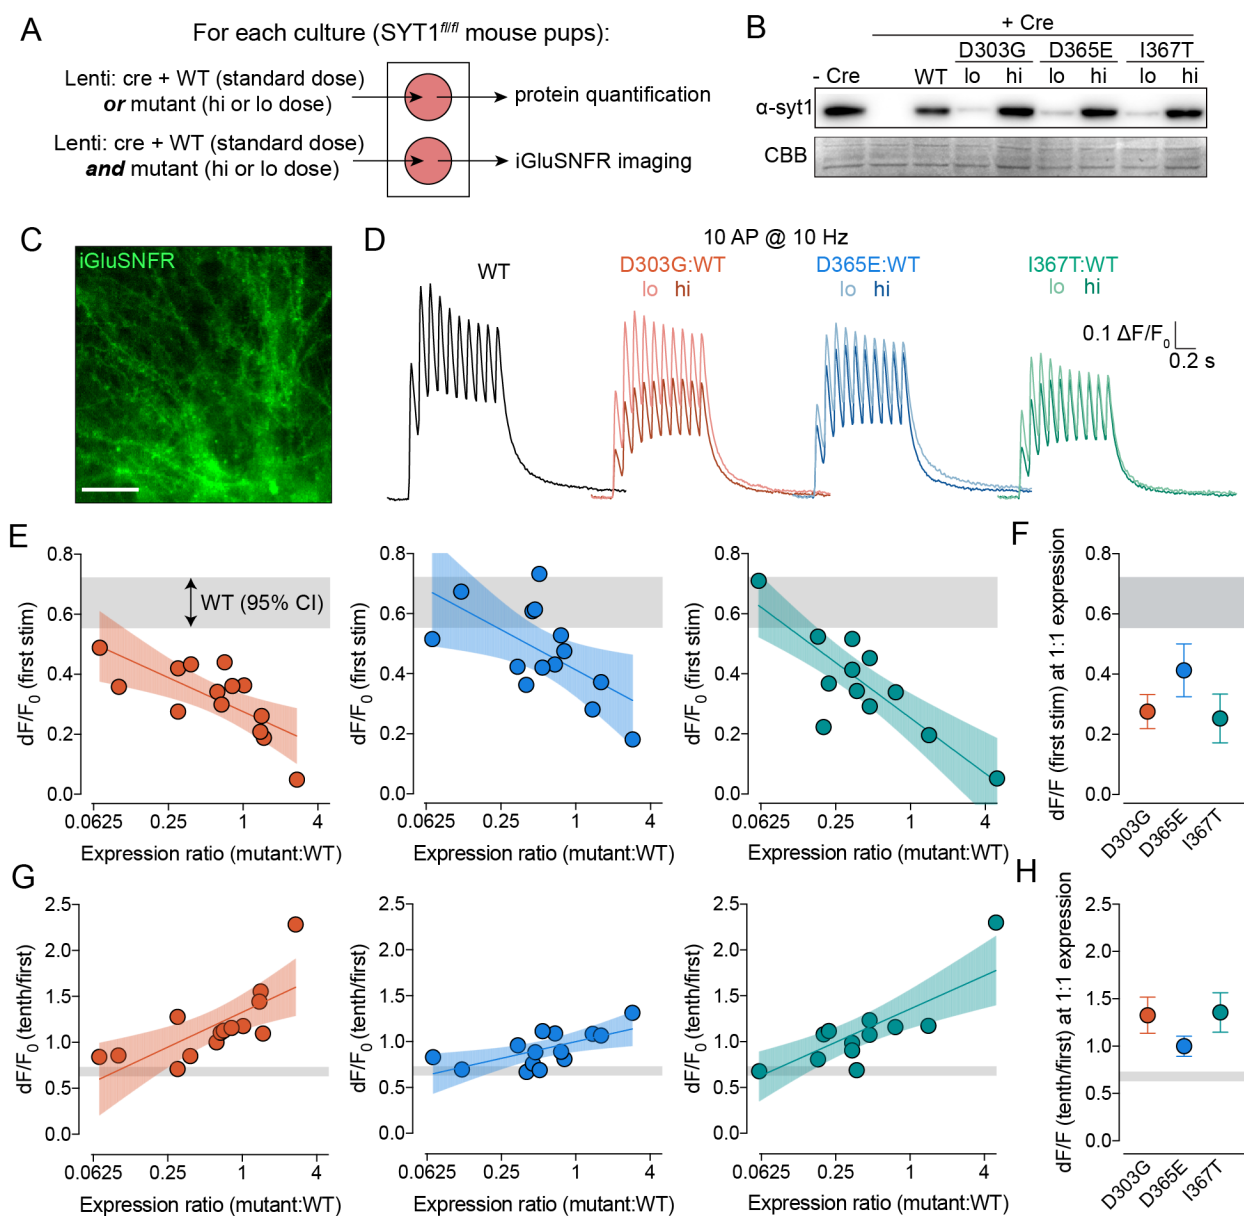 A
For each culture (SYT1fl/fl mouse pups):
Lenti: cre + WT (standard dose)
or mutant (hi or lo dose)
protein quantification
Lenti: cre + WT (standard dose)
and mutant (hi or lo dose)
iGluSNFR imaging
B
+ Cre
D303G D365E I367T
- Cre WT lo hi lo hi lo hi
α-syt1
CBB
C
iGluSNFR
D
10 AP @ 10 Hz
WT
D303G:WT
lo hi
D365E:WT
lo hi
I367T:WT
lo hi
0.1 ΔF/F0
0.2 s
E
dF/F0 (first stim)
0.8
0.6
0.4
0.2
0.0
WT (95% CI)
0.0625 0.25 1 4
Expression ratio (mutant:WT)
dF/F0 (first stim)
0.8
0.6
0.4
0.2
0.0
0.0625 0.25 1 4
Expression ratio (mutant:WT)
dF/F0 (first stim)
0.8
0.6
0.4
0.2
0.0
0.0625 0.25 1 4
Expression ratio (mutant:WT)
F
dF/F (first stim) at 1:1 expression
0.8
0.6
0.4
0.2
0.0
D303G
D365E
I367T
G
dF/F0 (tenth/first)
2.5
2.0
1.5
1.0
0.5
0.0
0.0625 0.25 1 4
Expression ratio (mutant:WT)
dF/F0 (tenth/first)
2.5
2.0
1.5
1.0
0.5
0.0
0.0625 0.25 1 4
Expression ratio (mutant:WT)
dF/F0 (tenth/first)
2.5
2.0
1.5
1.0
0.5
0.0
0.0625 0.25 1 4
Expression ratio (mutant:WT)
H
dF/F (tenth/first) at 1:1 expression
2.5
2.0
1.5
1.0
0.5
0.0
D303G
D365E
I367T